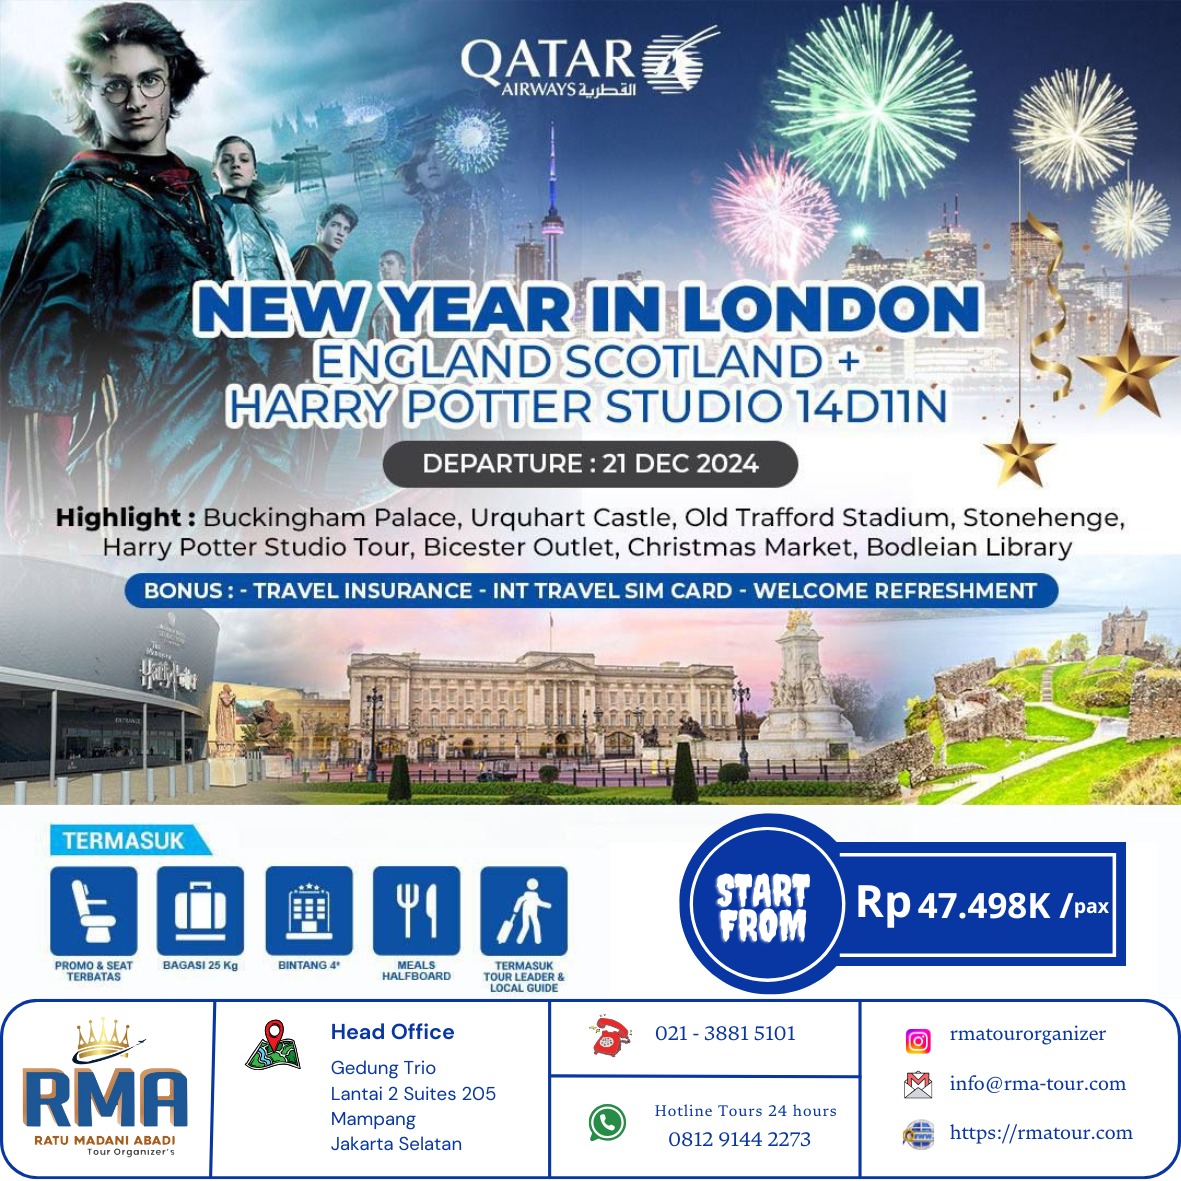 QATAR
AIRWAYS القطرية
NEW YEAR IN LONDON
ENGLAND SCOTLAND +
HARRY POTTER STUDIO 14D11N
DEPARTURE : 21 DEC 2024
Highlight : Buckingham Palace, Urquhart Castle, Old Trafford Stadium, Stonehenge,
Harry Potter Studio Tour, Bicester Outlet, Christmas Market, Bodleian Library
BONUS : - TRAVEL INSURANCE - INT TRAVEL SIM CARD - WELCOME REFRESHMENT
Harry Potter
ENTRANCE
TERMASUK
PROMO & SEAT
TERBATAS
BAGASI 25 Kg
BINTANG 4*
MEALS
HALFBOARD
TERMASUK
TOUR LEADER &
LOCAL GUIDE
START
FROM
Rp 47.498K /pax
RMA
RATU MADANI ABADI
Tour Organizer's
Head Office
Gedung Trio
Lantai 2 Suites 205
Mampang
Jakarta Selatan
021 - 3881 5101
Hotline Tours 24 hours
0812 9144 2273
rmatourorganizer
info@rma-tour.com
WWW.
https://rmatour.com